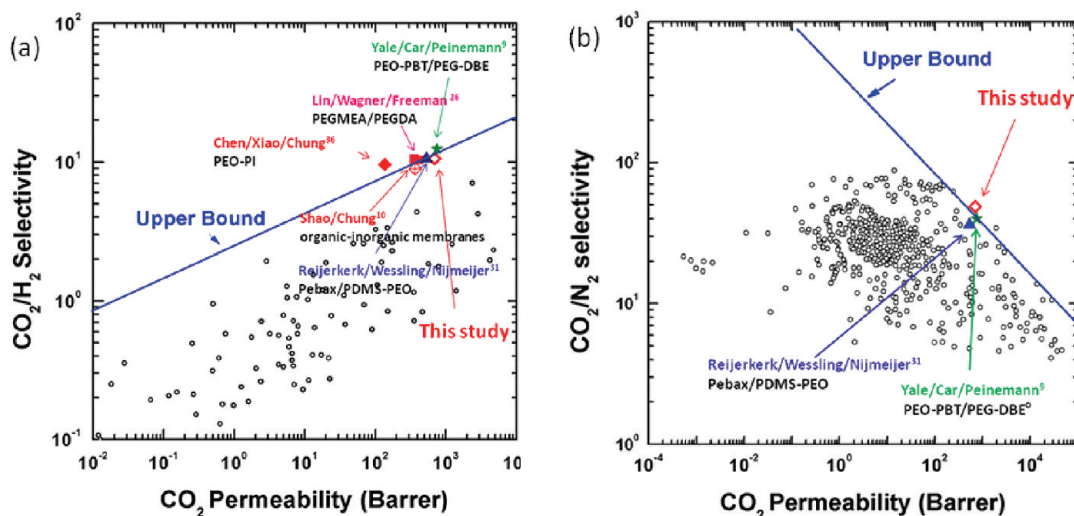 (a)
10²
10¹
10⁰
10⁻¹
CO₂/H₂ Selectivity
Yale/Car/Peinemann⁹
PEO-PBT/PEG-DBE
Lin/Wagner/Freeman ²⁶
PEGMEA/PEGDA
Chen/Xiao/Chung³⁶
PEO-PI
Upper Bound
Shao/Chung¹⁰
organic-inorganic membranes
Reijerkerk/Wessling/Nijmeijer³¹
Pebax/PDMS-PEO
This study
10⁻² 10⁻¹ 10⁰ 10¹ 10² 10³ 10
CO₂ Permeability (Barrer)
(b)
10³
10²
10¹
10⁰
CO₂/N₂ selectivity
Upper Bound
This study
Reijerkerk/Wessling/Nijmeijer³¹
Pebax/PDMS-PEO
Yale/Car/Peinemann⁹
PEO-PBT/PEG-DBE
10⁻⁴ 10⁻² 10⁰ 10² 10⁴
CO₂ Permeability (Barrer)